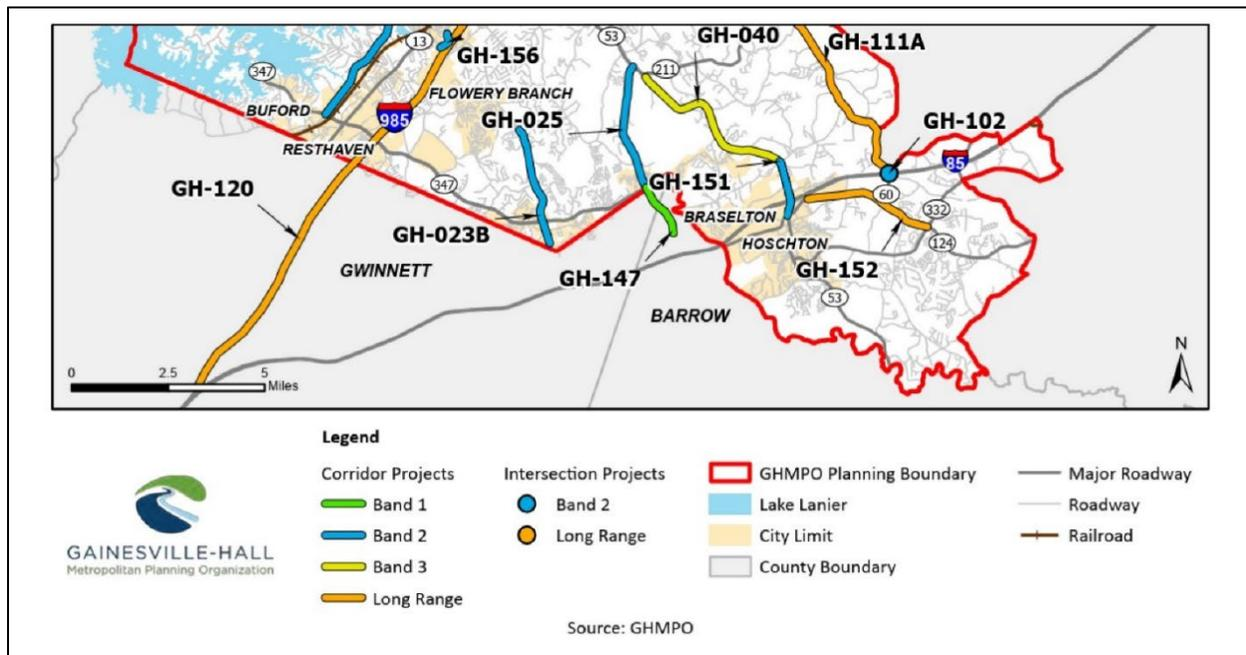 53
GH-040
GH-111A
13
GH-156
211
347
FLOWERY BRANCH
BUFORD
985
GH-025
GH-102
RESTHAVEN
85
GH-120
347
GH-151
60
BRASELTON
332
GH-023B
HOSCHTON
124
GWINNETT
GH-147
GH-152
53
BARROW
N
0 2.5 5
Miles
Legend
Corridor Projects
Band 1
Band 2
Band 3
Long Range
Intersection Projects
Band 2
Long Range
GHMPO Planning Boundary
Lake Lanier
City Limit
County Boundary
Major Roadway
Roadway
Railroad
GAINESVILLE-HALL
Metropolitan Planning Organization
Source: GHMPO